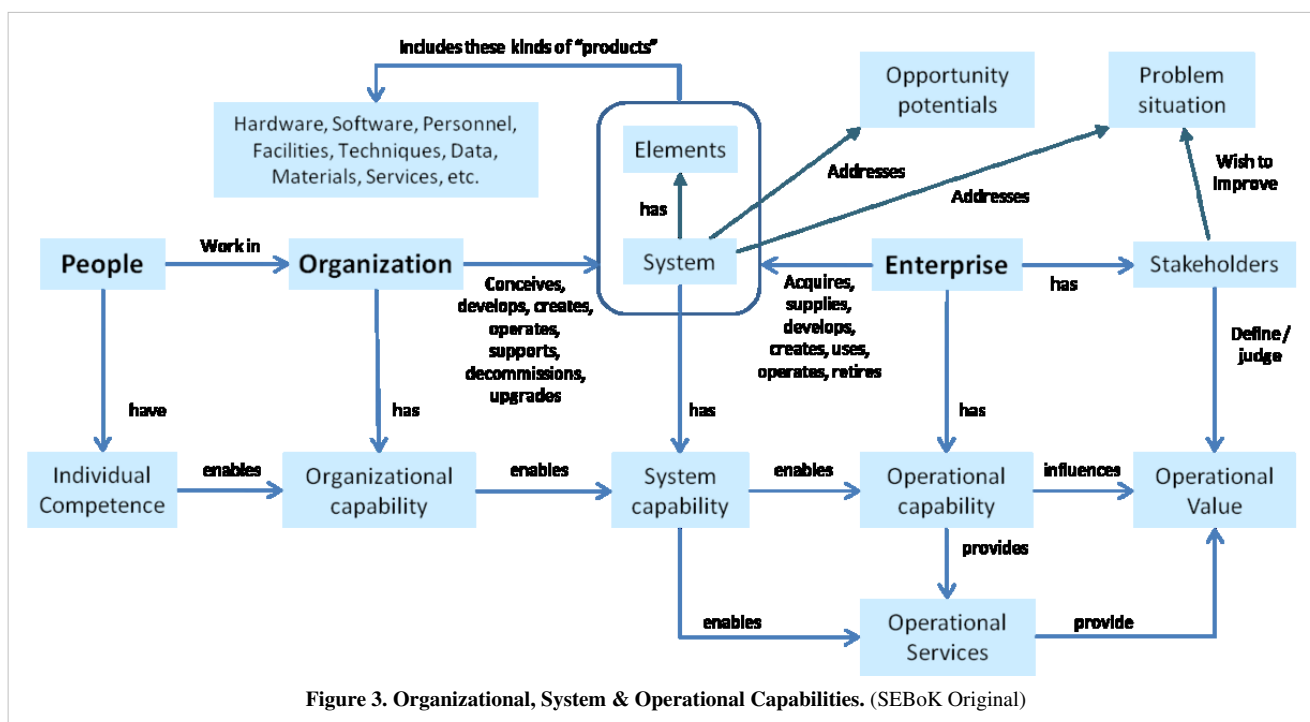 includes these kinds of “products”
Hardware, Software, Personnel,
Facilities, Techniques, Data,
Materials, Services, etc.
Elements
has
System
Opportunity
potentials
Problem
situation
Addresses
Addresses
Wish to
improve
People
Work in
Organization
Conceives,
develops, creates,
operates,
supports,
decommissions,
upgrades
Acquires,
supplies,
develops,
creates, uses,
operates, retires
Enterprise
has
Stakeholders
Define /
judge
have
has
has
has
Individual
Competence
enables
Organizational
capability
enables
System
capability
enables
Operational
capability
influences
Operational
Value
provides
enables
Operational
Services
provide
Figure 3. Organizational, System & Operational Capabilities. (SEBoK Original)